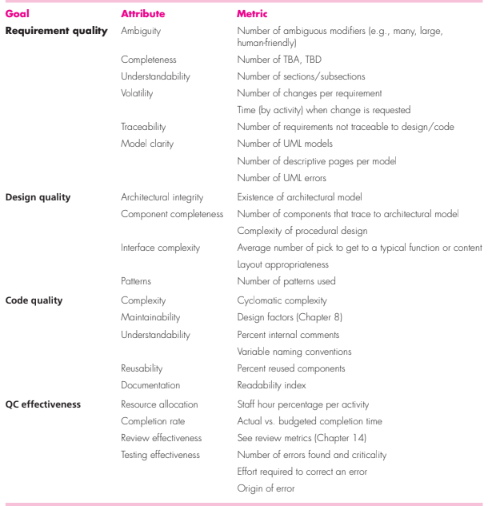 Goal Attribute Metric
Requirement quality Ambiguity Number of ambiguous modifiers (e.g., many, large,
human-friendly)
Completeness Number of TBA, TBD
Understandability Number of sections/subsections
Volatility Number of changes per requirement
Time (by activity) when change is requested
Traceability Number of requirements not traceable to design/code
Model clarity Number of UML models
Number of descriptive pages per model
Number of UML errors
Design quality Architectural integrity Existence of architectural model
Component completeness Number of components that trace to architectural model
Complexity of procedural design
Interface complexity Average number of pick to get to a typical function or content
Layout appropriateness
Patterns Number of patterns used
Code quality Complexity Cyclomatic complexity
Maintainability Design factors (Chapter 8)
Understandability Percent internal comments
Variable naming conventions
Reusability Percent reused components
Documentation Readability index
QC effectiveness Resource allocation Staff hour percentage per activity
Completion rate Actual vs. budgeted completion time
Review effectiveness See review metrics (Chapter 14)
Testing effectiveness Number of errors found and criticality
Effort required to correct an error
Origin of error